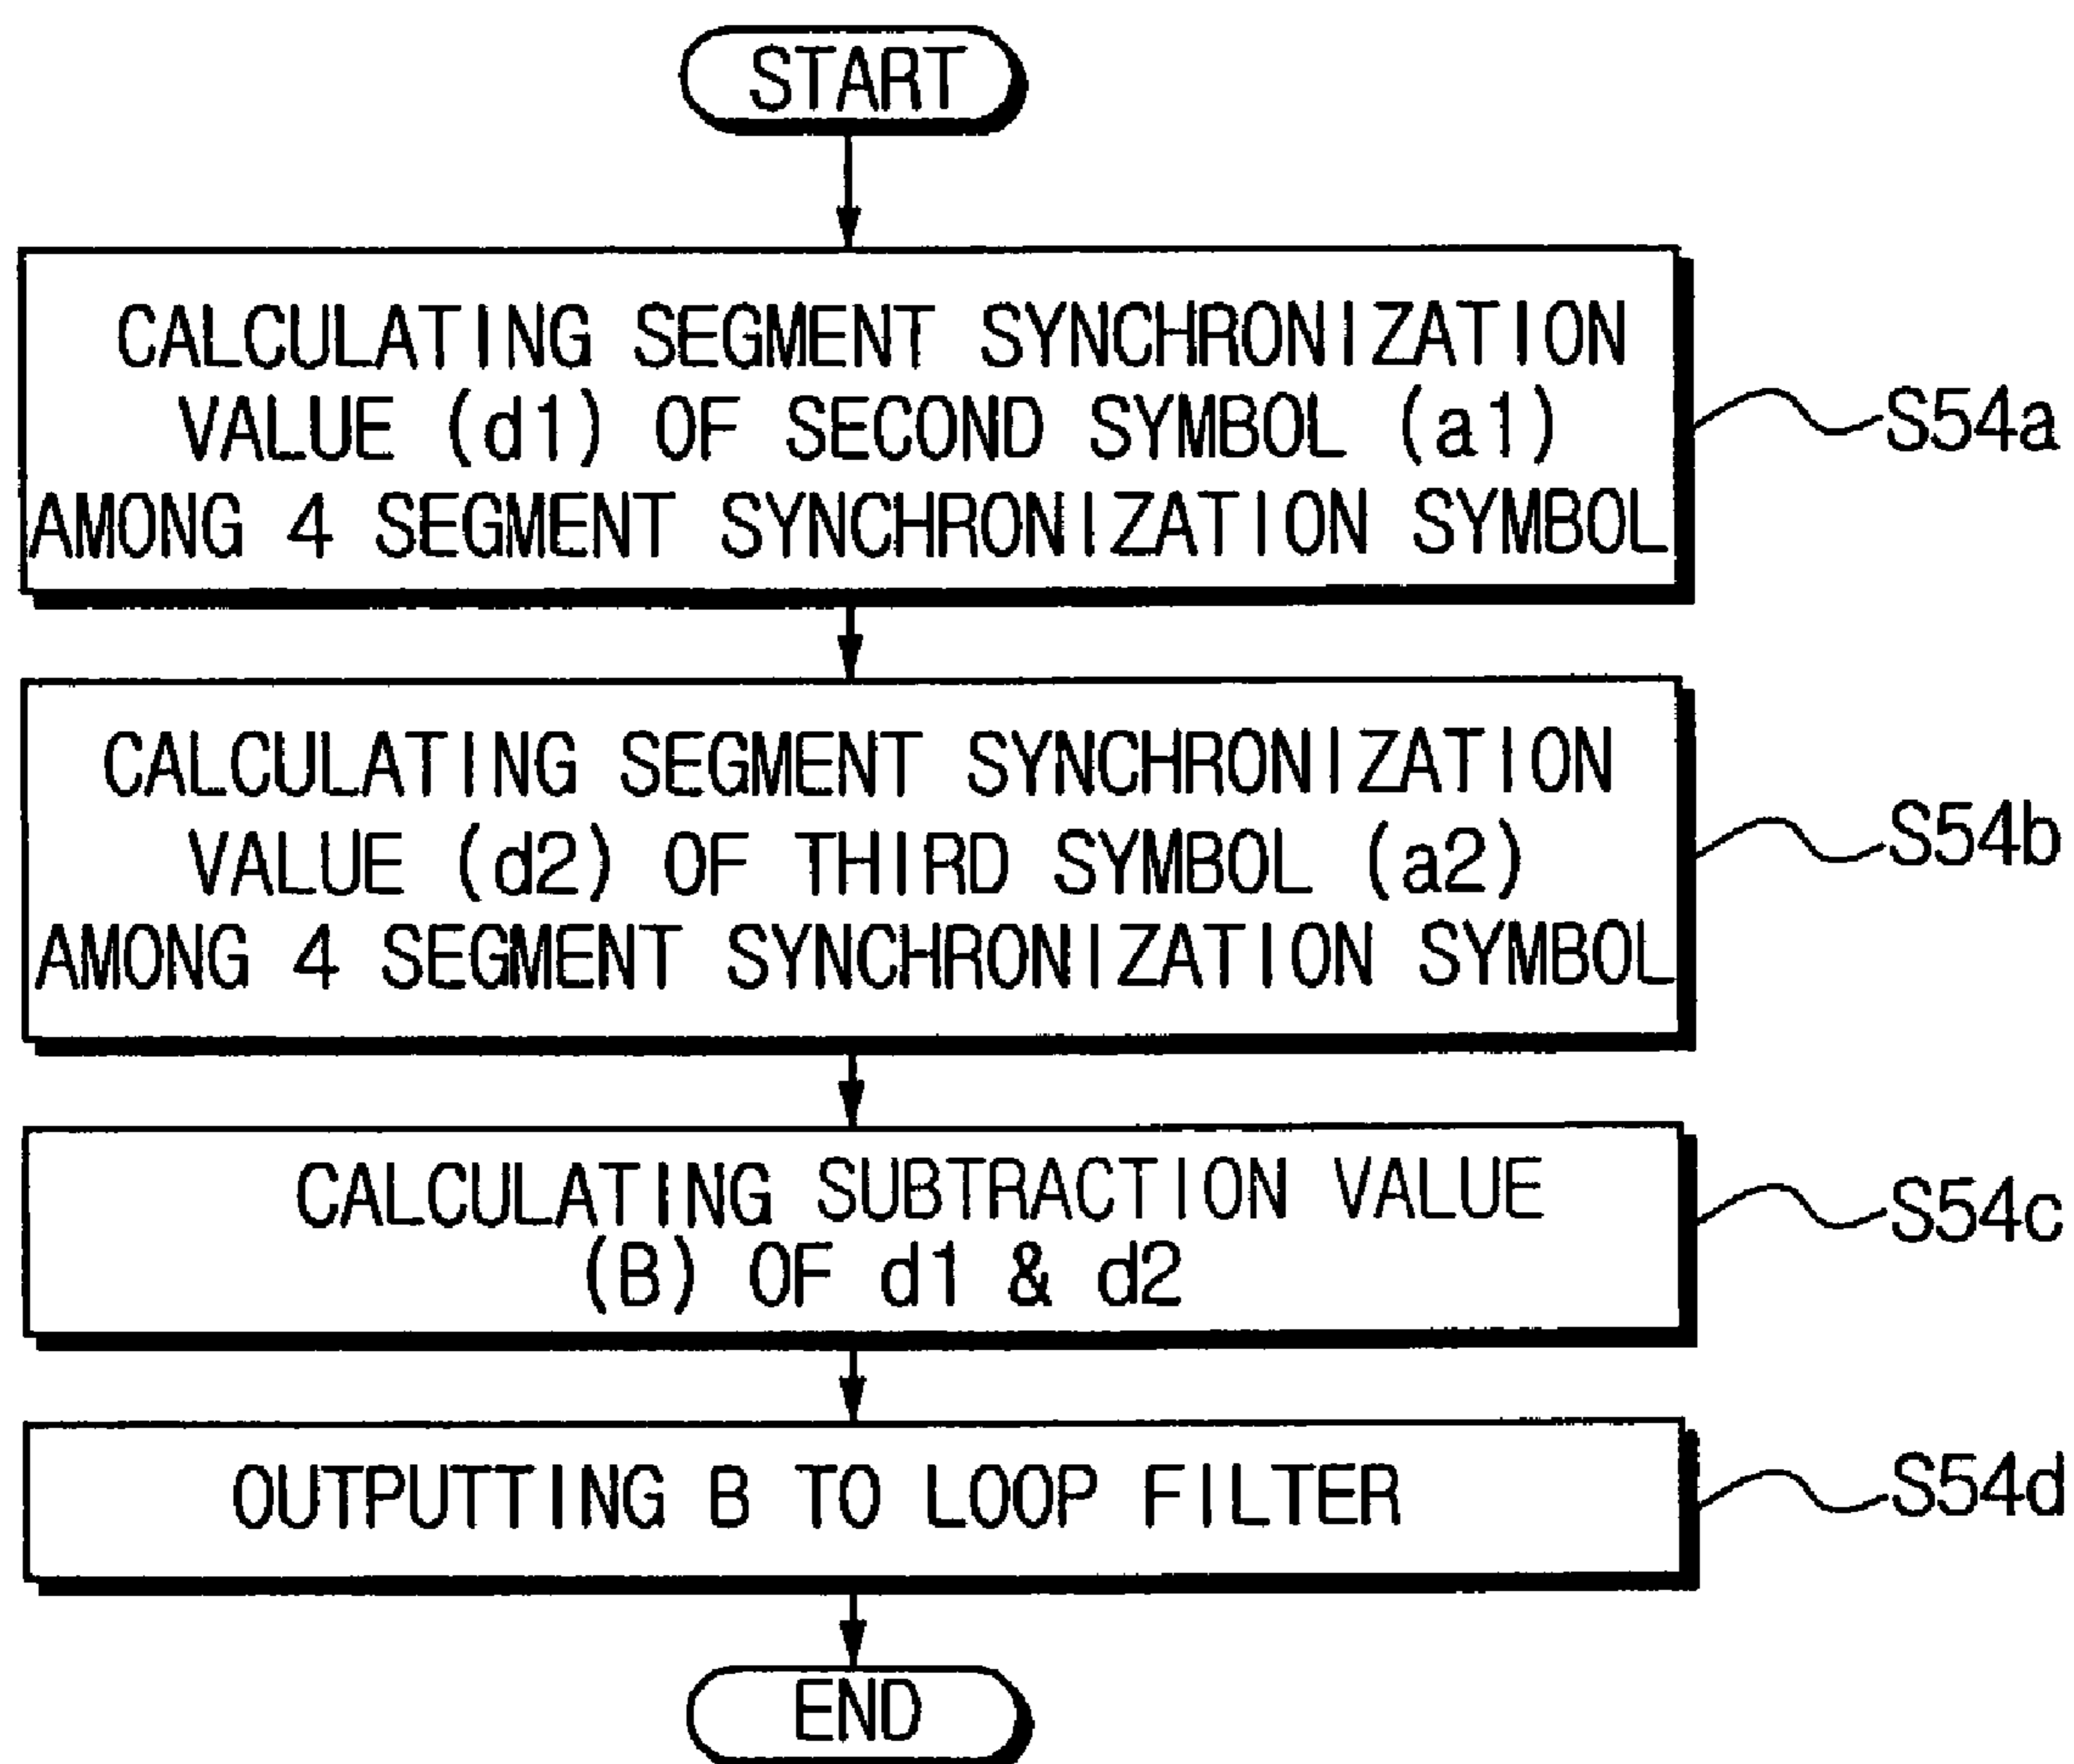 START
CALCULATING SEGMENT SYNCHRONIZATION
VALUE (d1) OF SECOND SYMBOL (a1)
AMONG 4 SEGMENT SYNCHRONIZATION SYMBOL
S54a
CALCULATING SEGMENT SYNCHRONIZATION
VALUE (d2) OF THIRD SYMBOL (a2)
AMONG 4 SEGMENT SYNCHRONIZATION SYMBOL
S54b
CALCULATING SUBTRACTION VALUE
(B) OF d1 & d2
S54c
OUTPUTTING B TO LOOP FILTER
S54d
END